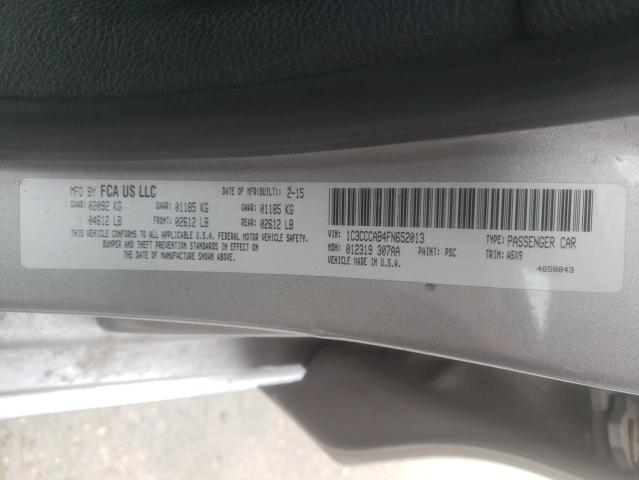 MFD BY FCA US LLC DATE OF MFR(BUILT): 2-15
GVWR: 02092 KG GAWR: 01185 KG GAWR: 01185 KG
04612 LB FRONT: 02612 LB REAR: 02612 LB
THIS VEHICLE CONFORMS TO ALL APPLICABLE U.S.A. FEDERAL MOTOR VEHICLE SAFETY,
BUMPER AND THEFT PREVENTION STANDARDS IN EFFECT ON
THE DATE OF MANUFACTURE SHOWN ABOVE.
VIN: 1C3CCCAB4FN652013 TYPE: PASSENGER CAR
MDH: 012319 307AA PAINT: PSC TRIM: A5X9
VEHICLE MADE IN U.S.A. 4658843